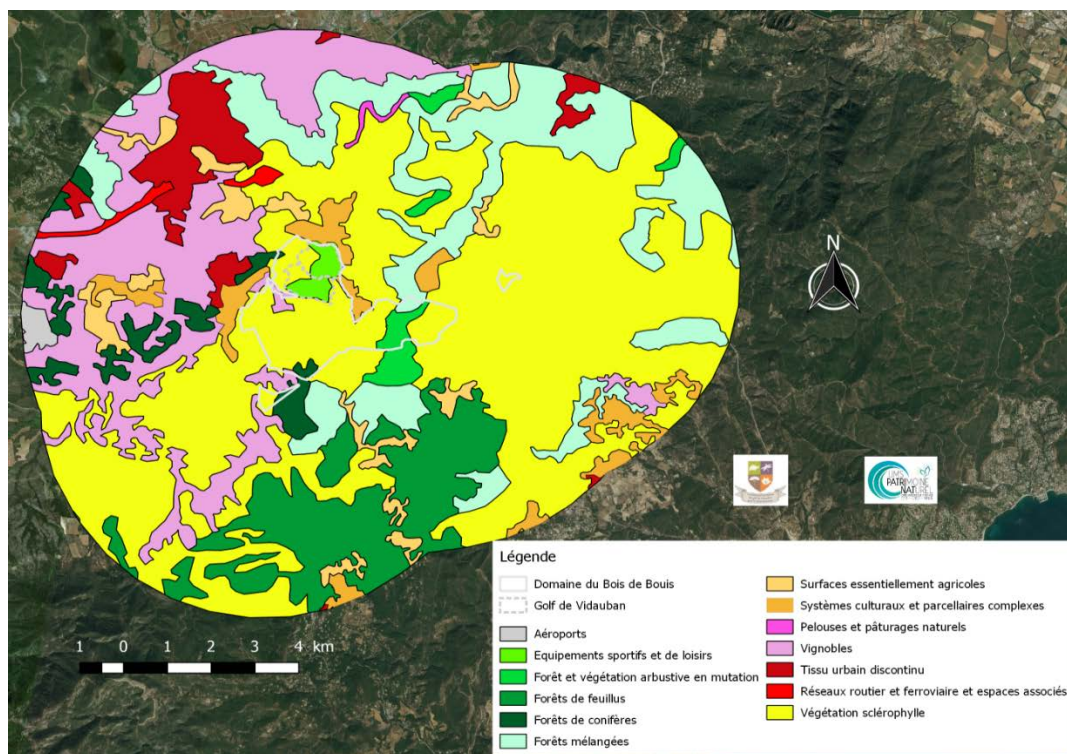 N
UMS
PATRIMOINE
NATUREL
Légende
Domaine du Bois de Bouis
Golf de Vidauban
Aéroports
Equipements sportifs et de loisirs
Forêt et végétation arbustive en mutation
Forêts de feuillus
Forêts de conifères
Forêts mélangées
Surfaces essentiellement agricoles
Systèmes culturaux et parcellaires complexes
Pelouses et pâturages naturels
Vignobles
Tissu urbain discontinu
Réseaux routier et ferroviaire et espaces associés
Végétation sclérophylle
1 0 1 2 3 4 km